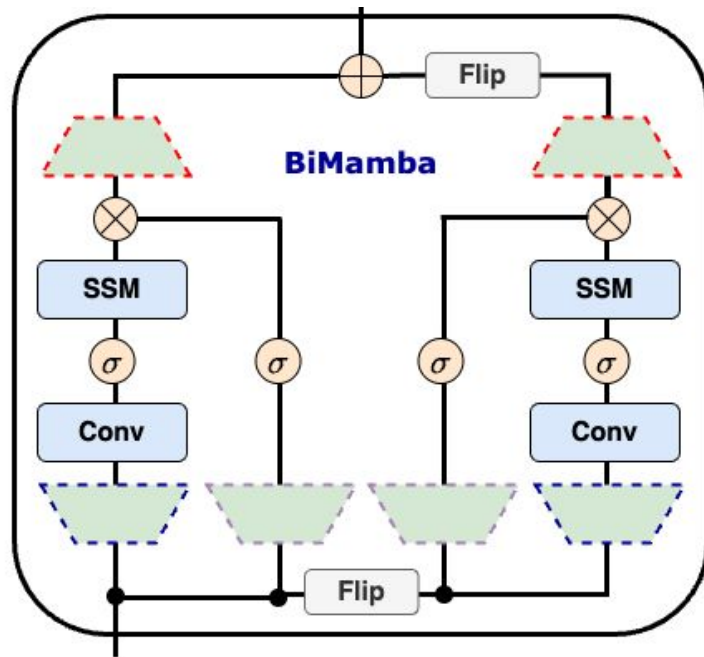 Flip
BiMamba
SSM SSM
σ σ σ σ
Conv Conv
Flip